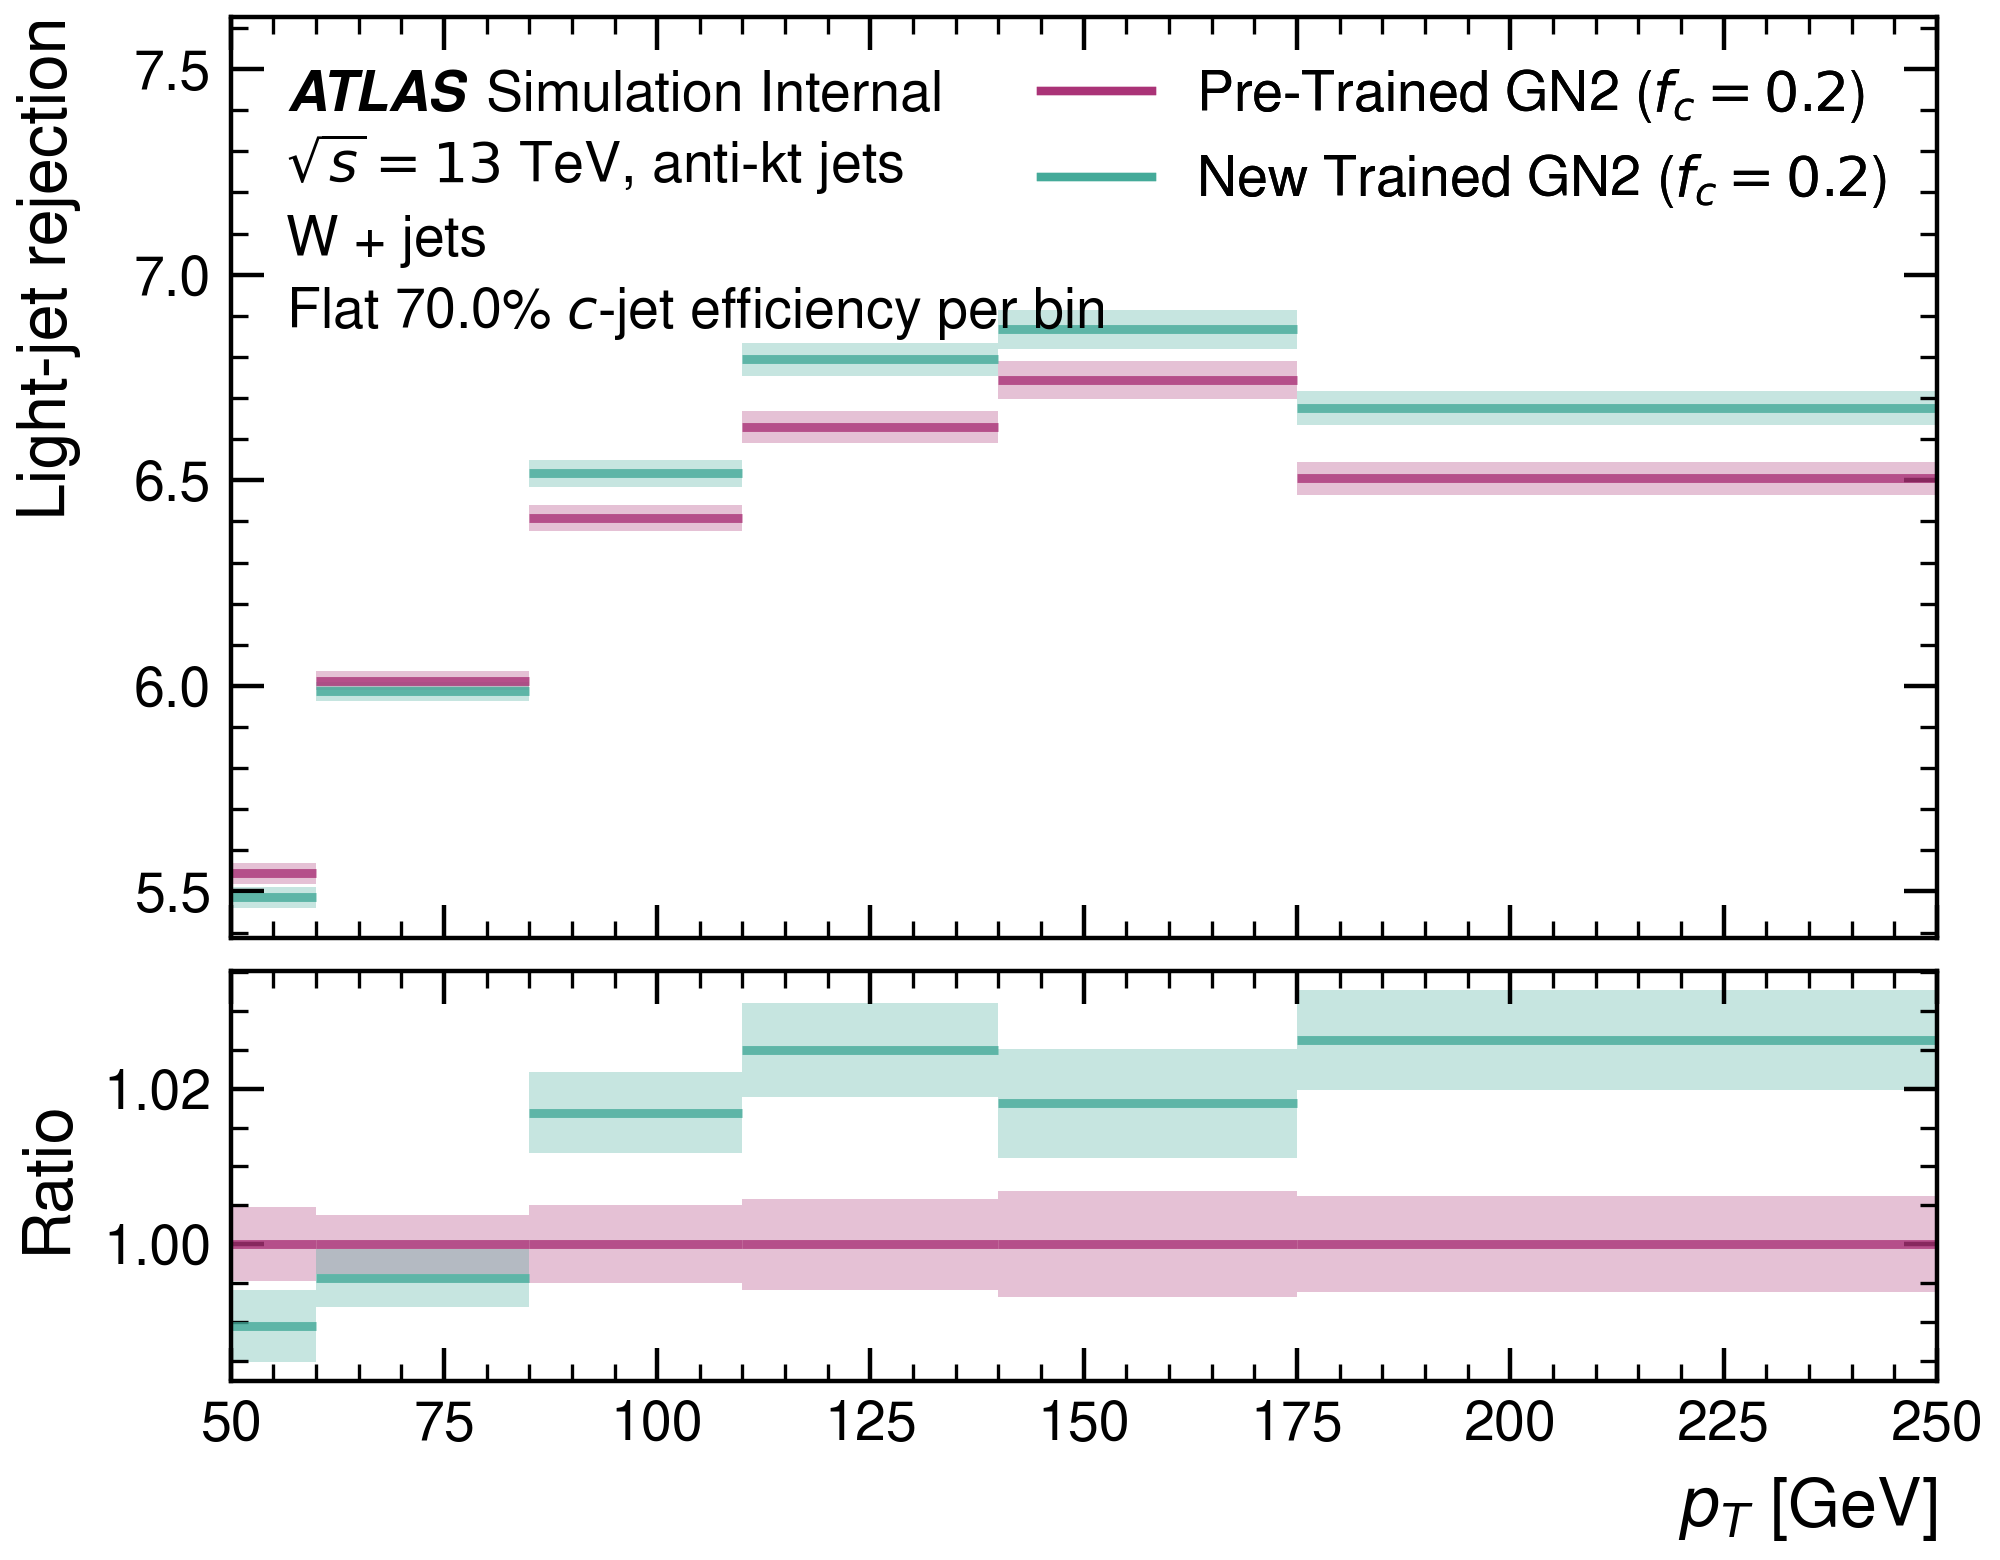 Light-jet rejection
7.5
7.0
6.5
6.0
5.5
ATLAS Simulation Internal
√s = 13 TeV, anti-kt jets
W + jets
Flat 70.0% c-jet efficiency per bin
Pre-Trained GN2 (f_c = 0.2)
New Trained GN2 (f_c = 0.2)
Ratio
1.02
1.00
50 75 100 125 150 175 200 225 250
p_T [GeV]